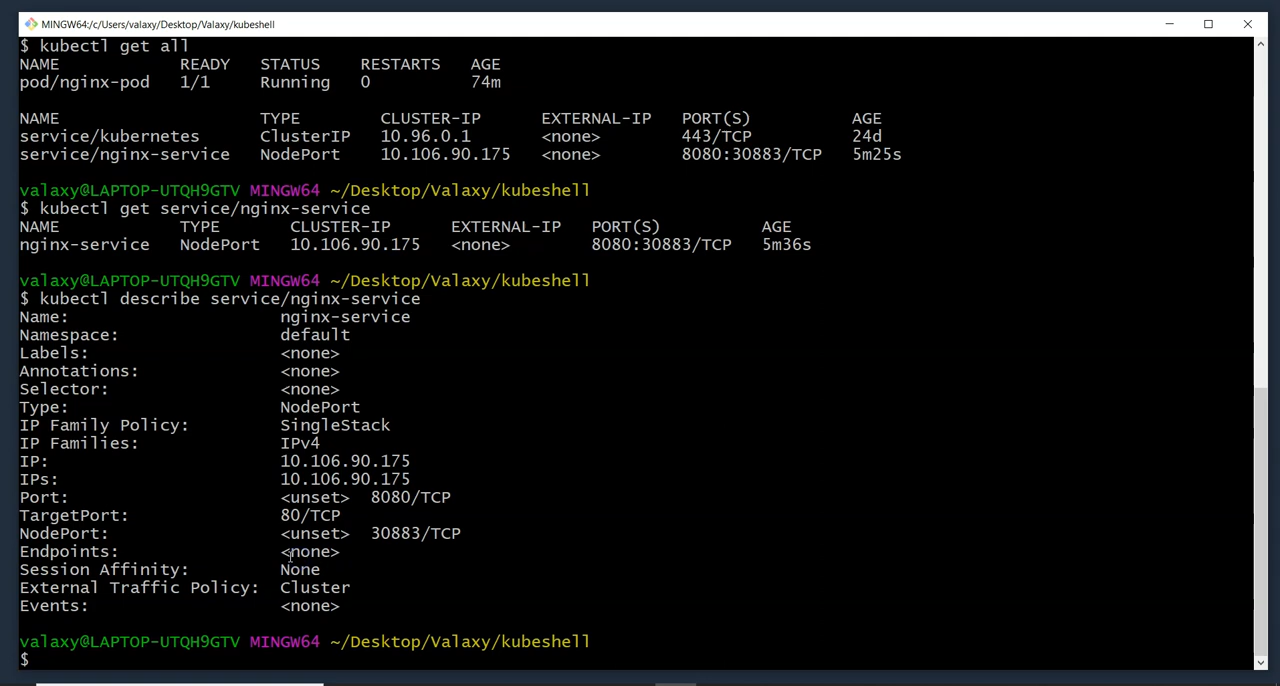 MINGW64:/c/Users/valaxy/Desktop/Valaxy/kubeshell
$ kubectl get all
NAME READY STATUS RESTARTS AGE
pod/nginx-pod 1/1 Running 0 74m
NAME TYPE CLUSTER-IP EXTERNAL-IP PORT(S) AGE
service/kubernetes ClusterIP 10.96.0.1 <none> 443/TCP 24d
service/nginx-service NodePort 10.106.90.175 <none> 8080:30883/TCP 5m25s
valaxy@LAPTOP-UTQH9GTV MINGW64 ~/Desktop/Valaxy/kubeshell
$ kubectl get service/nginx-service
NAME TYPE CLUSTER-IP EXTERNAL-IP PORT(S) AGE
nginx-service NodePort 10.106.90.175 <none> 8080:30883/TCP 5m36s
valaxy@LAPTOP-UTQH9GTV MINGW64 ~/Desktop/Valaxy/kubeshell
$ kubectl describe service/nginx-service
Name: nginx-service
Namespace: default
Labels: <none>
Annotations: <none>
Selector: <none>
Type: NodePort
IP Family Policy: SingleStack
IP Families: IPv4
IP: 10.106.90.175
IPs: 10.106.90.175
Port: <unset> 8080/TCP
TargetPort: 80/TCP
NodePort: <unset> 30883/TCP
Endpoints: <none>
Session Affinity: None
External Traffic Policy: Cluster
Events: <none>
valaxy@LAPTOP-UTQH9GTV MINGW64 ~/Desktop/Valaxy/kubeshell
$